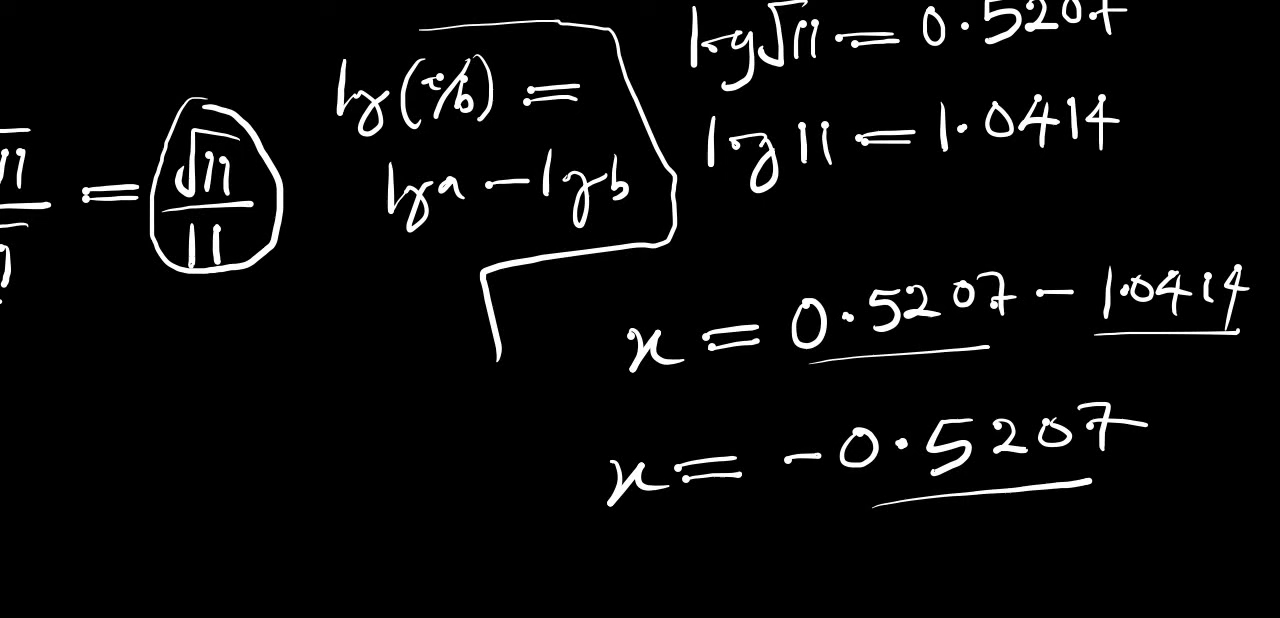 lg(a/b) =
lga - lgb
lg√11 = 0.5207
lg11 = 1.0414
= √11/11
x = 0.5207 - 1.0414
x = -0.5207